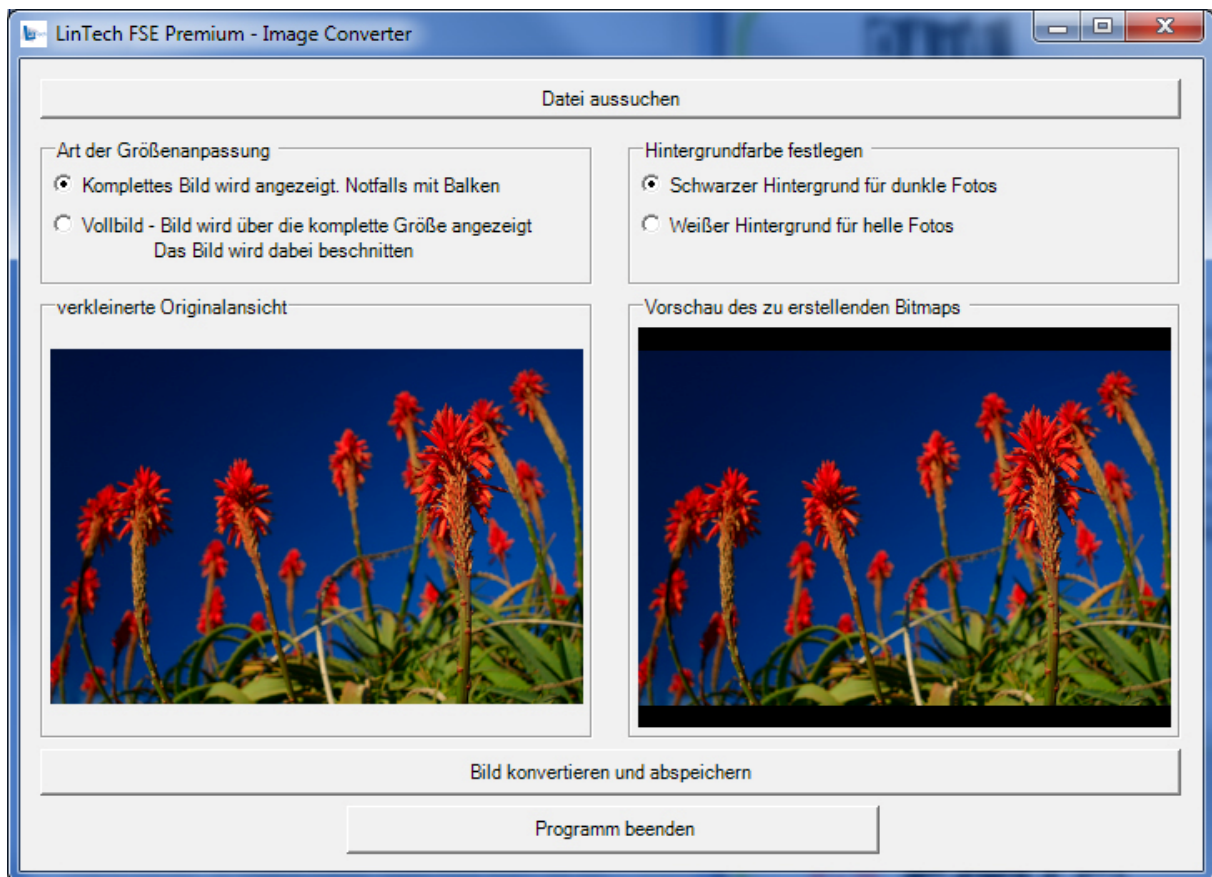 LinTech FSE Premium - Image Converter
Datei aussuchen
Art der Größenanpassung
Komplettes Bild wird angezeigt. Notfalls mit Balken
Vollbild - Bild wird über die komplette Größe angezeigt
Das Bild wird dabei beschnitten
Hintergrundfarbe festlegen
Schwarzer Hintergrund für dunkle Fotos
Weißer Hintergrund für helle Fotos
verkleinerte Originalansicht
Vorschau des zu erstellenden Bitmaps
Bild konvertieren und abspeichern
Programm beenden